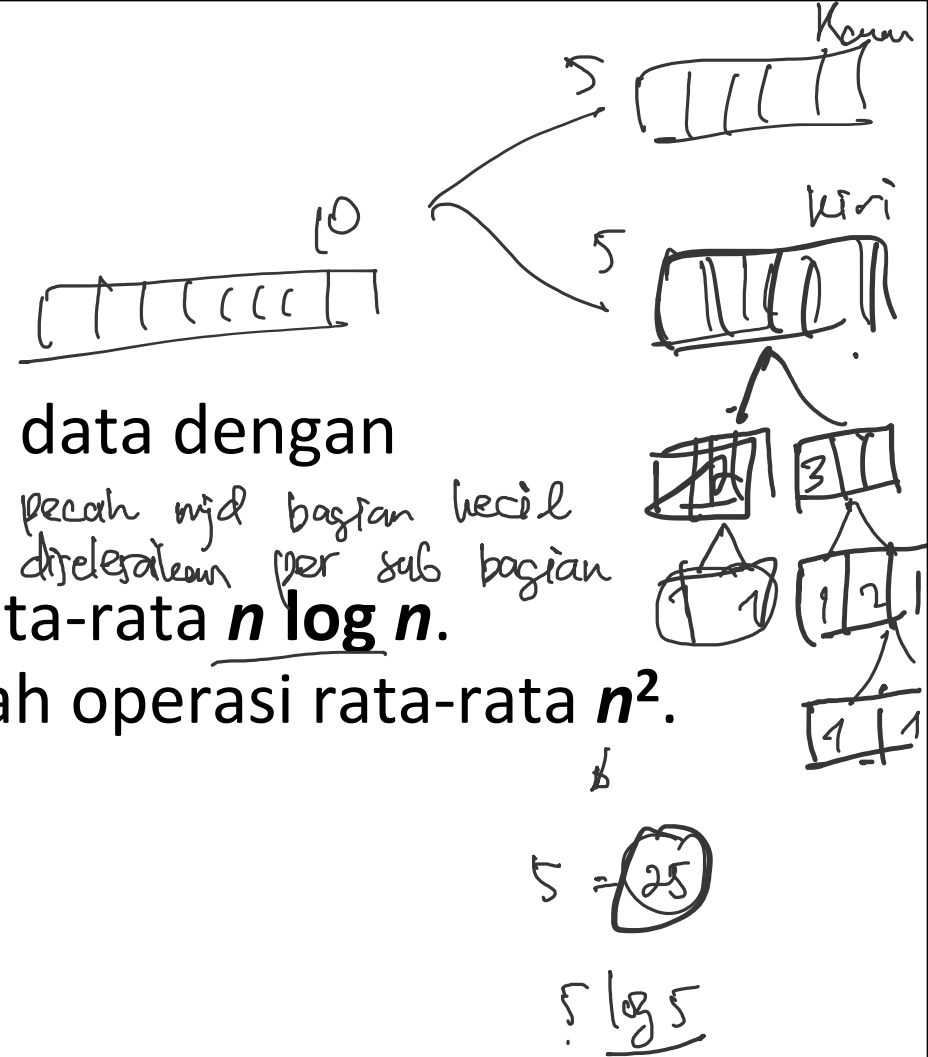 Kanan
5
10
5
kiri
data dengan
2 3
pecah mjd bagian kecil
diselesaikan per sub bagian
1 1 1 2 1
ta-rata n log n.
ah operasi rata-rata n².
1 1
5 = 25
5 log 5